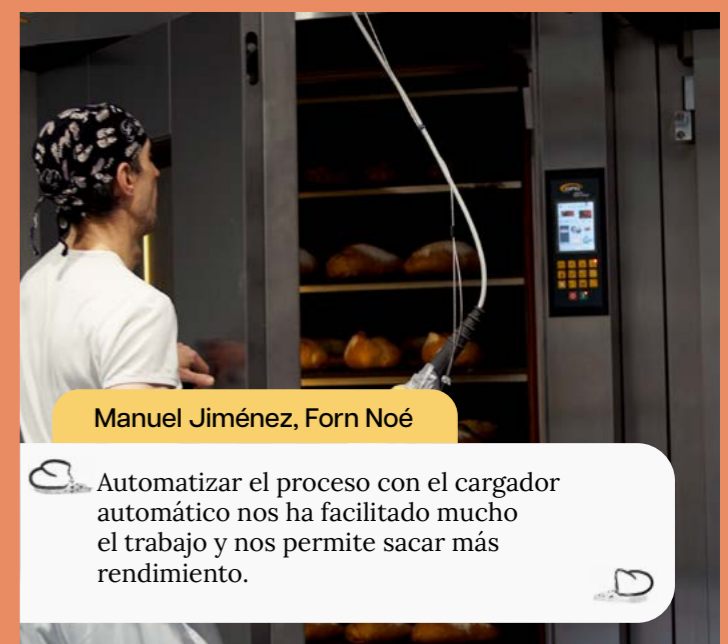 Manuel Jiménez, Forn Noé
Automatizar el proceso con el cargador
automático nos ha facilitado mucho
el trabajo y nos permite sacar más
rendimiento.